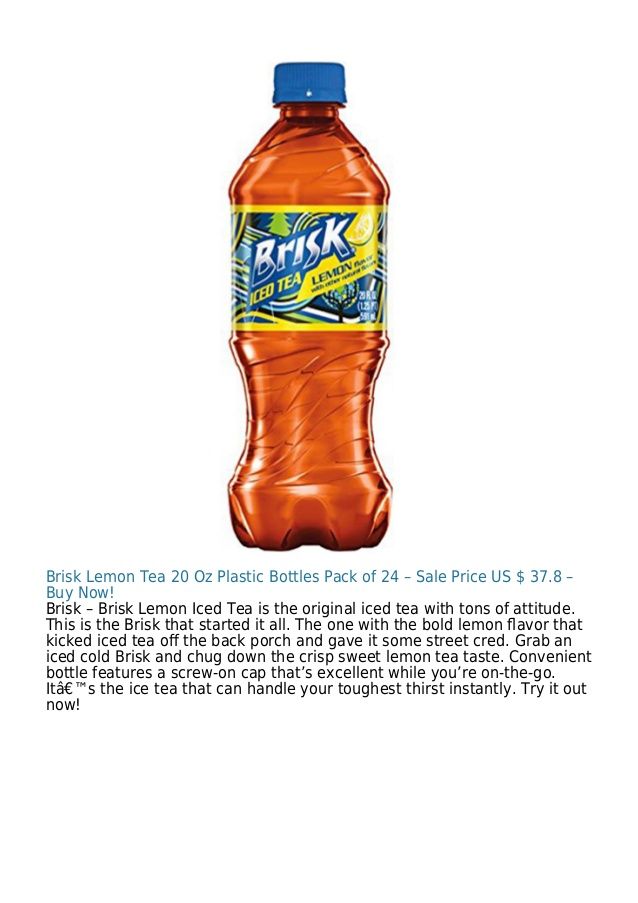 Brisk
ICED TEA
LEMON flavor
with other natural flavors
20 FL OZ
(1.25 PT)
591 mL
Brisk Lemon Tea 20 Oz Plastic Bottles Pack of 24 – Sale Price US $ 37.8 –
Buy Now!
Brisk – Brisk Lemon Iced Tea is the original iced tea with tons of attitude.
This is the Brisk that started it all. The one with the bold lemon flavor that
kicked iced tea off the back porch and gave it some street cred. Grab an
iced cold Brisk and chug down the crisp sweet lemon tea taste. Convenient
bottle features a screw-on cap that’s excellent while you’re on-the-go.
Itâ€™s the ice tea that can handle your toughest thirst instantly. Try it out
now!